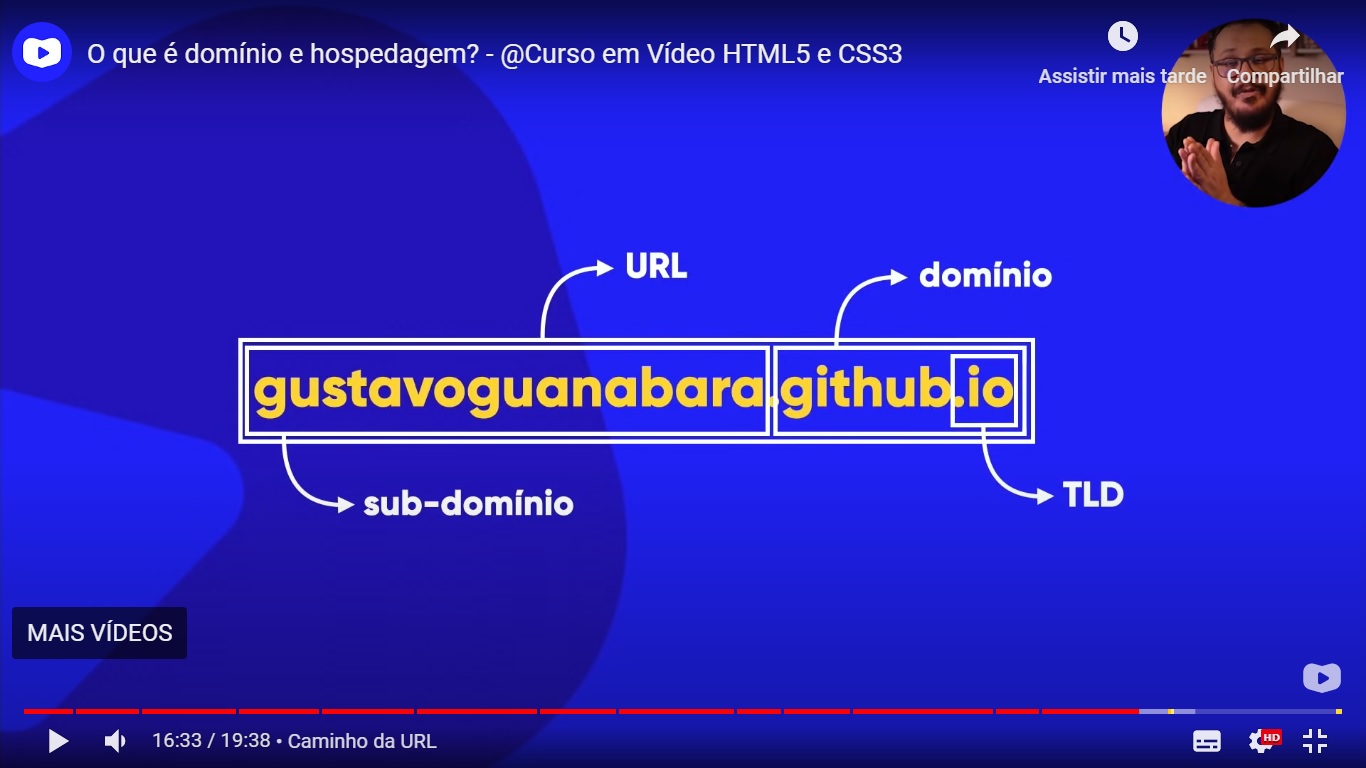 O que é domínio e hospedagem? - @Curso em Vídeo HTML5 e CSS3
Assistir mais tarde
Compartilhar
URL
domínio
gustavoguanabara.github.io
sub-domínio
TLD
MAIS VÍDEOS
16:33 / 19:38 • Caminho da URL
HD